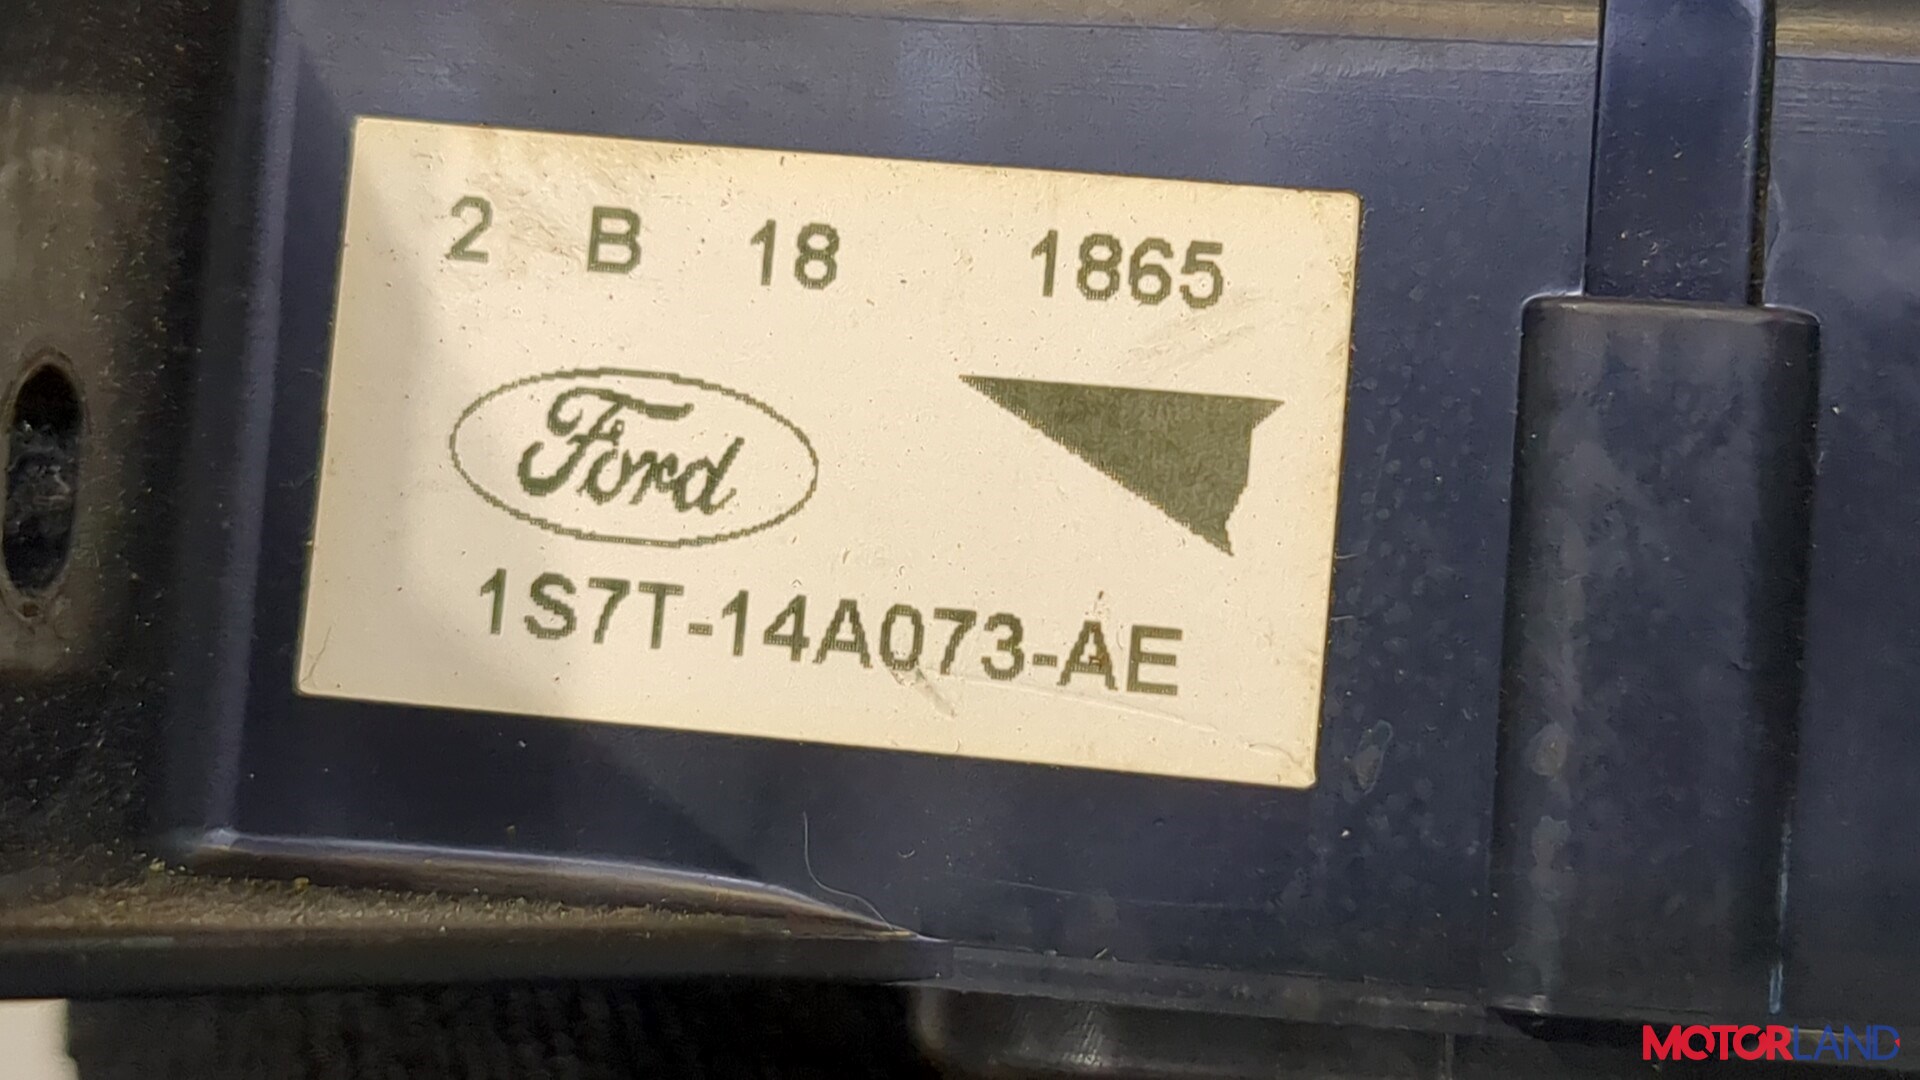 2 B 18 1865
Ford
1S7T-14A073-AE
MOTORLAND